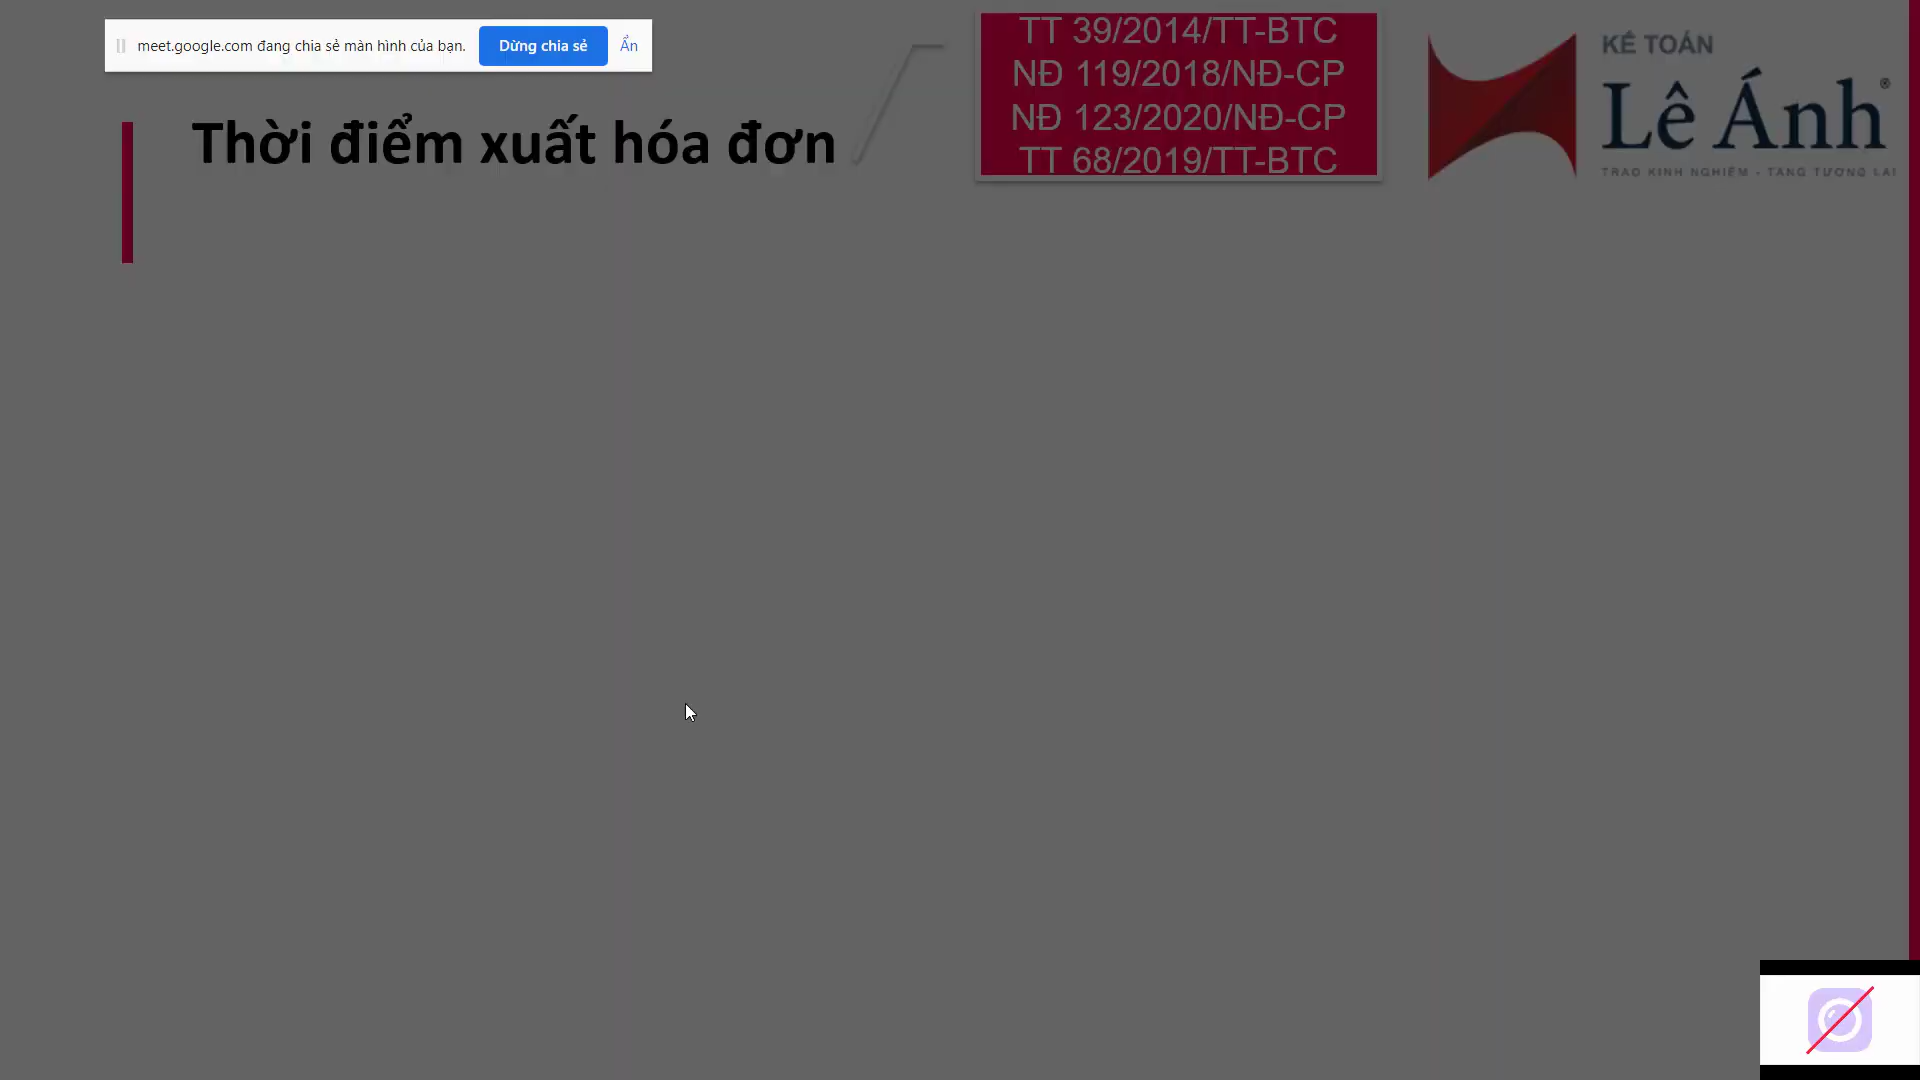 meet.google.com đang chia sẻ màn hình của bạn.
Dừng chia sẻ
Ẩn
TT 39/2014/TT-BTC
NĐ 119/2018/NĐ-CP
NĐ 123/2020/NĐ-CP
TT 68/2019/TT-BTC
KẾ TOÁN
Lê Ánh®
TRAO KINH NGHIỆM - TẶNG TƯƠNG LAI
Thời điểm xuất hóa đơn